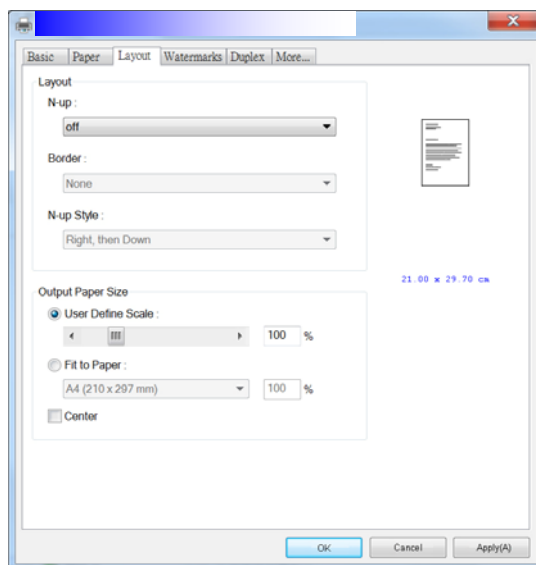 Basic Paper Layout Watermarks Duplex More...
Layout
N-up :
off
Border :
None
N-up Style :
Right, then Down
21.00 x 29.70 cm
Output Paper Size
User Define Scale :
100 %
Fit to Paper :
A4 (210 x 297 mm) 100 %
Center
OK Cancel Apply(A)